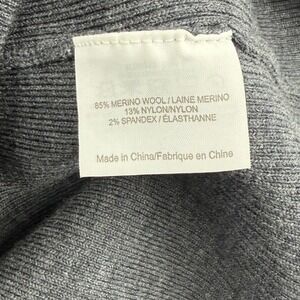 85% MERINO WOOL / LAINE MERINO
13% NYLON/NYLON
2% SPANDEX / ÉLASTHANNE
Made in China/Fabrique en Chine